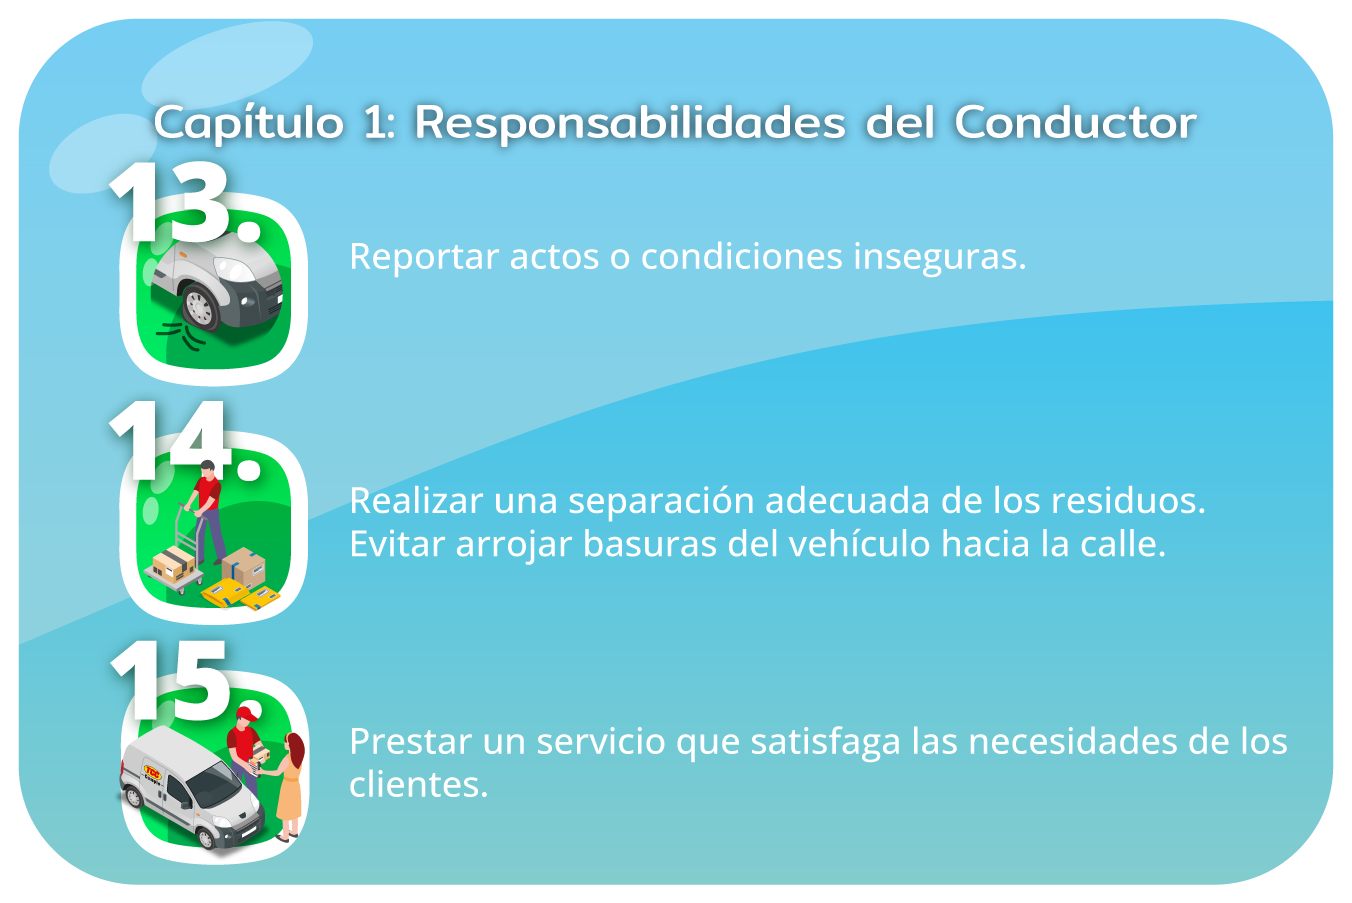 Capítulo 1: Responsabilidades del Conductor
13.
Reportar actos o condiciones inseguras.
14.
Realizar una separación adecuada de los residuos.
Evitar arrojar basuras del vehículo hacia la calle.
15.
Prestar un servicio que satisfaga las necesidades de los
clientes.
TCC